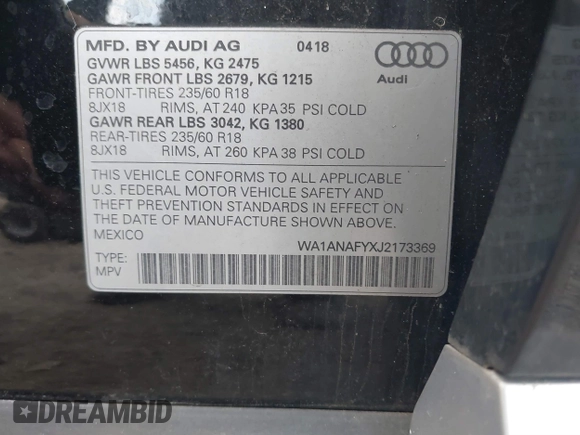 MFD. BY AUDI AG 0418
GVWR LBS 5456, KG 2475
GAWR FRONT LBS 2679, KG 1215 Audi
FRONT-TIRES 235/60 R18
8JX18 RIMS, AT 240 KPA 35 PSI COLD
GAWR REAR LBS 3042, KG 1380
REAR-TIRES 235/60 R18
8JX18 RIMS, AT 260 KPA 38 PSI COLD
THIS VEHICLE CONFORMS TO ALL APPLICABLE
U.S. FEDERAL MOTOR VEHICLE SAFETY AND
THEFT PREVENTION STANDARDS IN EFFECT ON
THE DATE OF MANUFACTURE SHOWN ABOVE.
MEXICO WA1ANAFYXJ2173369
TYPE:
MPV
DREAMBID